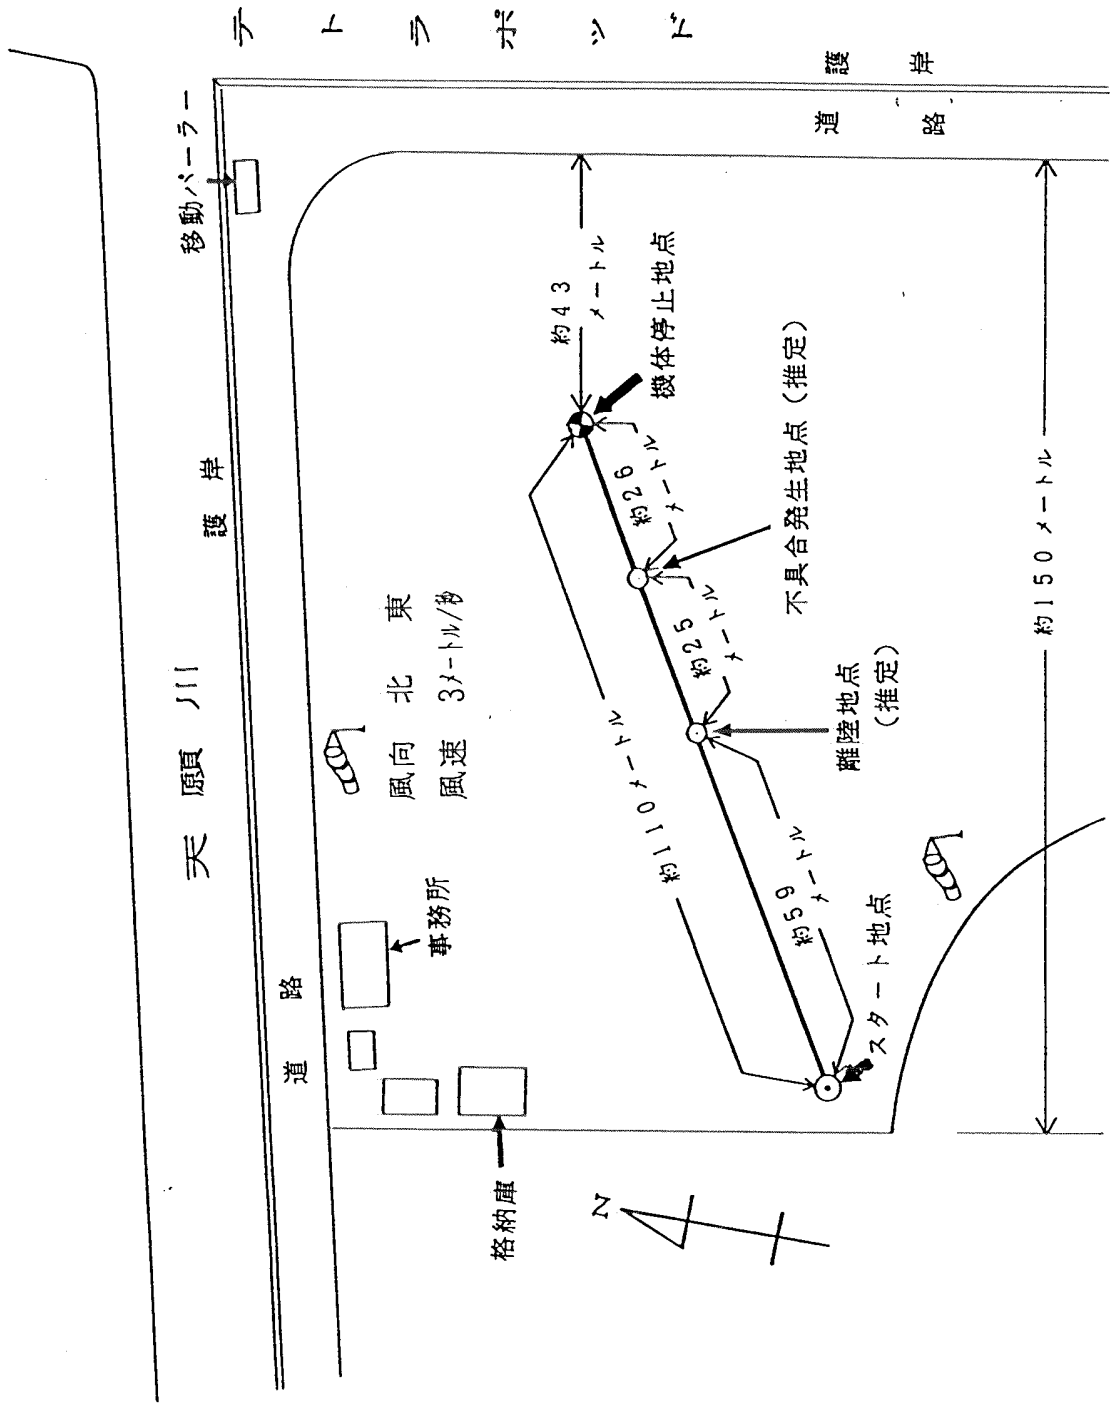 テトラポッド
護岸
道路
移動パーラー
護岸
天願川
道路
風向 北東
風速 3メートル/秒
事務所
格納庫
N
約43
メートル
機体停止地点
約26
メートル
不具合発生地点(推定)
約25
メートル
離陸地点
(推定)
約110メートル
約59
メートル
スタート地点
約150メートル